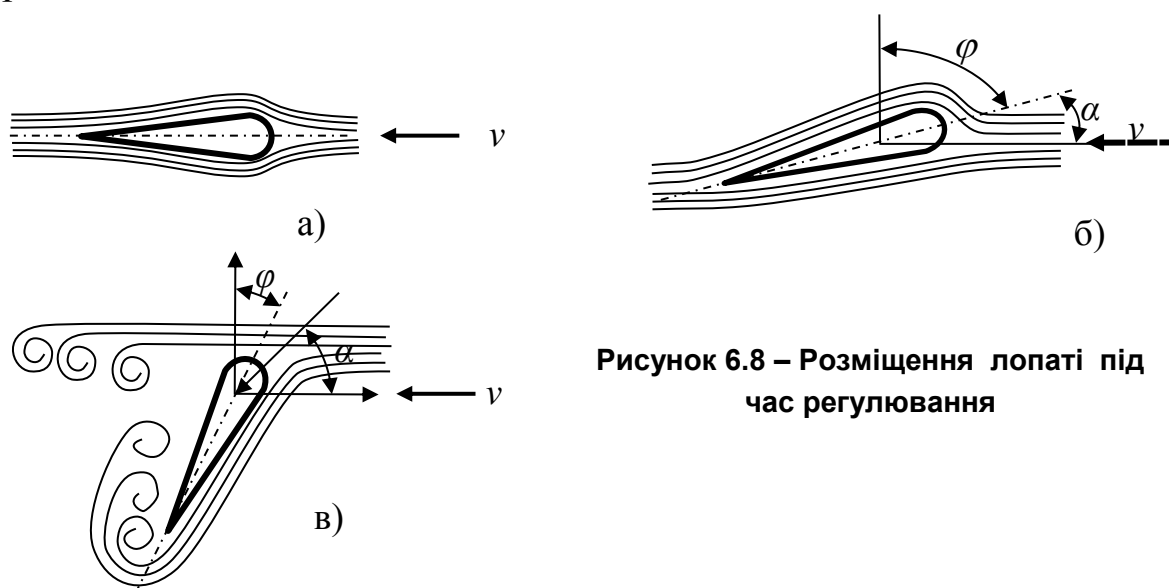 v
а)
φ
α
v
б)
φ
α
v
в)
Рисунок 6.8 – Розміщення лопаті під
час регулювання